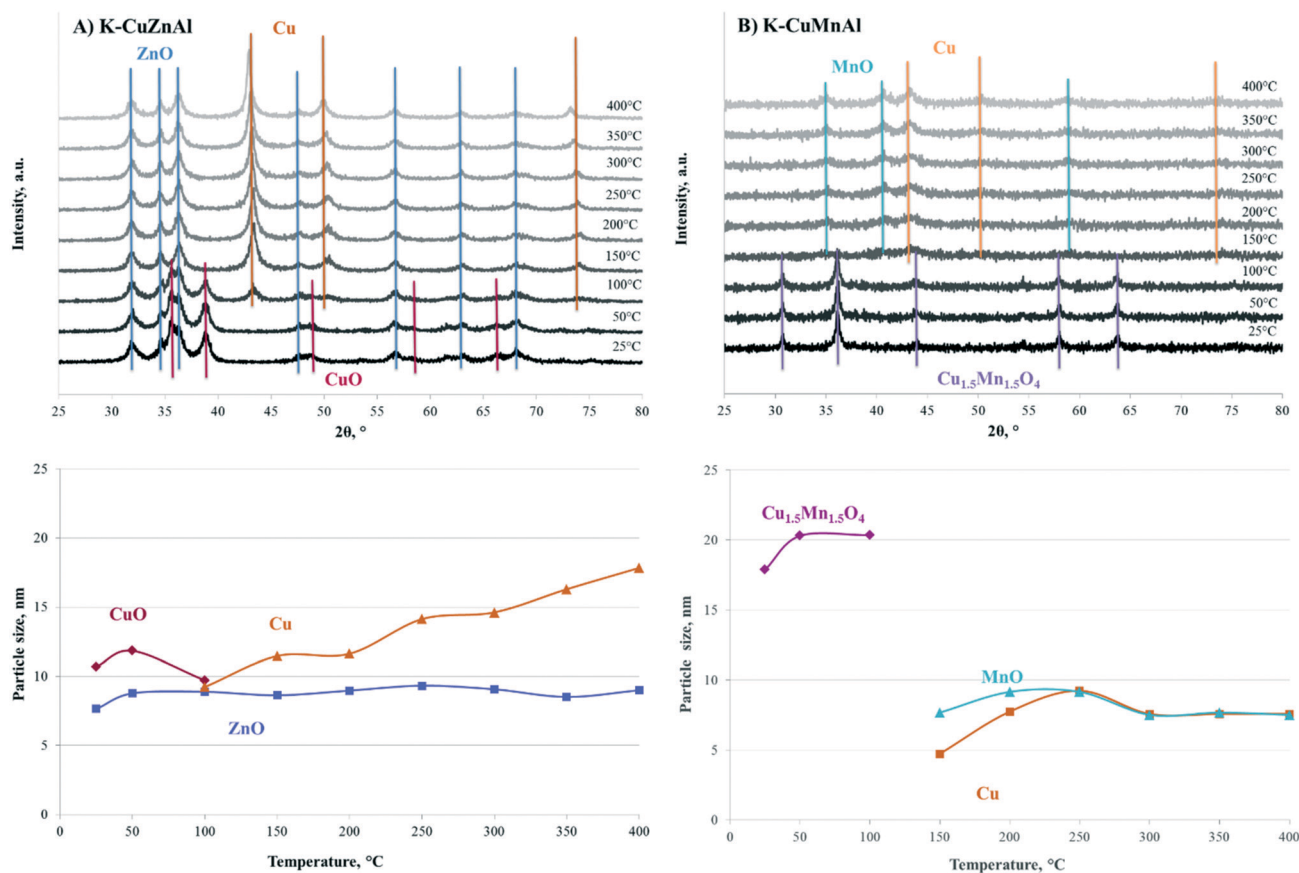 A) K-CuZnAl
Cu
ZnO
400°C
350°C
300°C
250°C
200°C
150°C
100°C
50°C
25°C
CuO
Intensity, a.u.
25 30 35 40 45 50 55 60 65 70 75 80
2θ, °
B) K-CuMnAl
Cu
MnO
400°C
350°C
300°C
250°C
200°C
150°C
100°C
50°C
25°C
Cu1.5Mn1.5O4
Intensity, a.u.
25 30 35 40 45 50 55 60 65 70 75 80
2θ, °
25
20
15
10
5
0
Particle size, nm
CuO
Cu
ZnO
0 50 100 150 200 250 300 350 400
Temperature, °C
25
20
15
10
5
0
Particle size, nm
Cu1.5Mn1.5O4
MnO
Cu
0 50 100 150 200 250 300 350 400
Temperature, °C